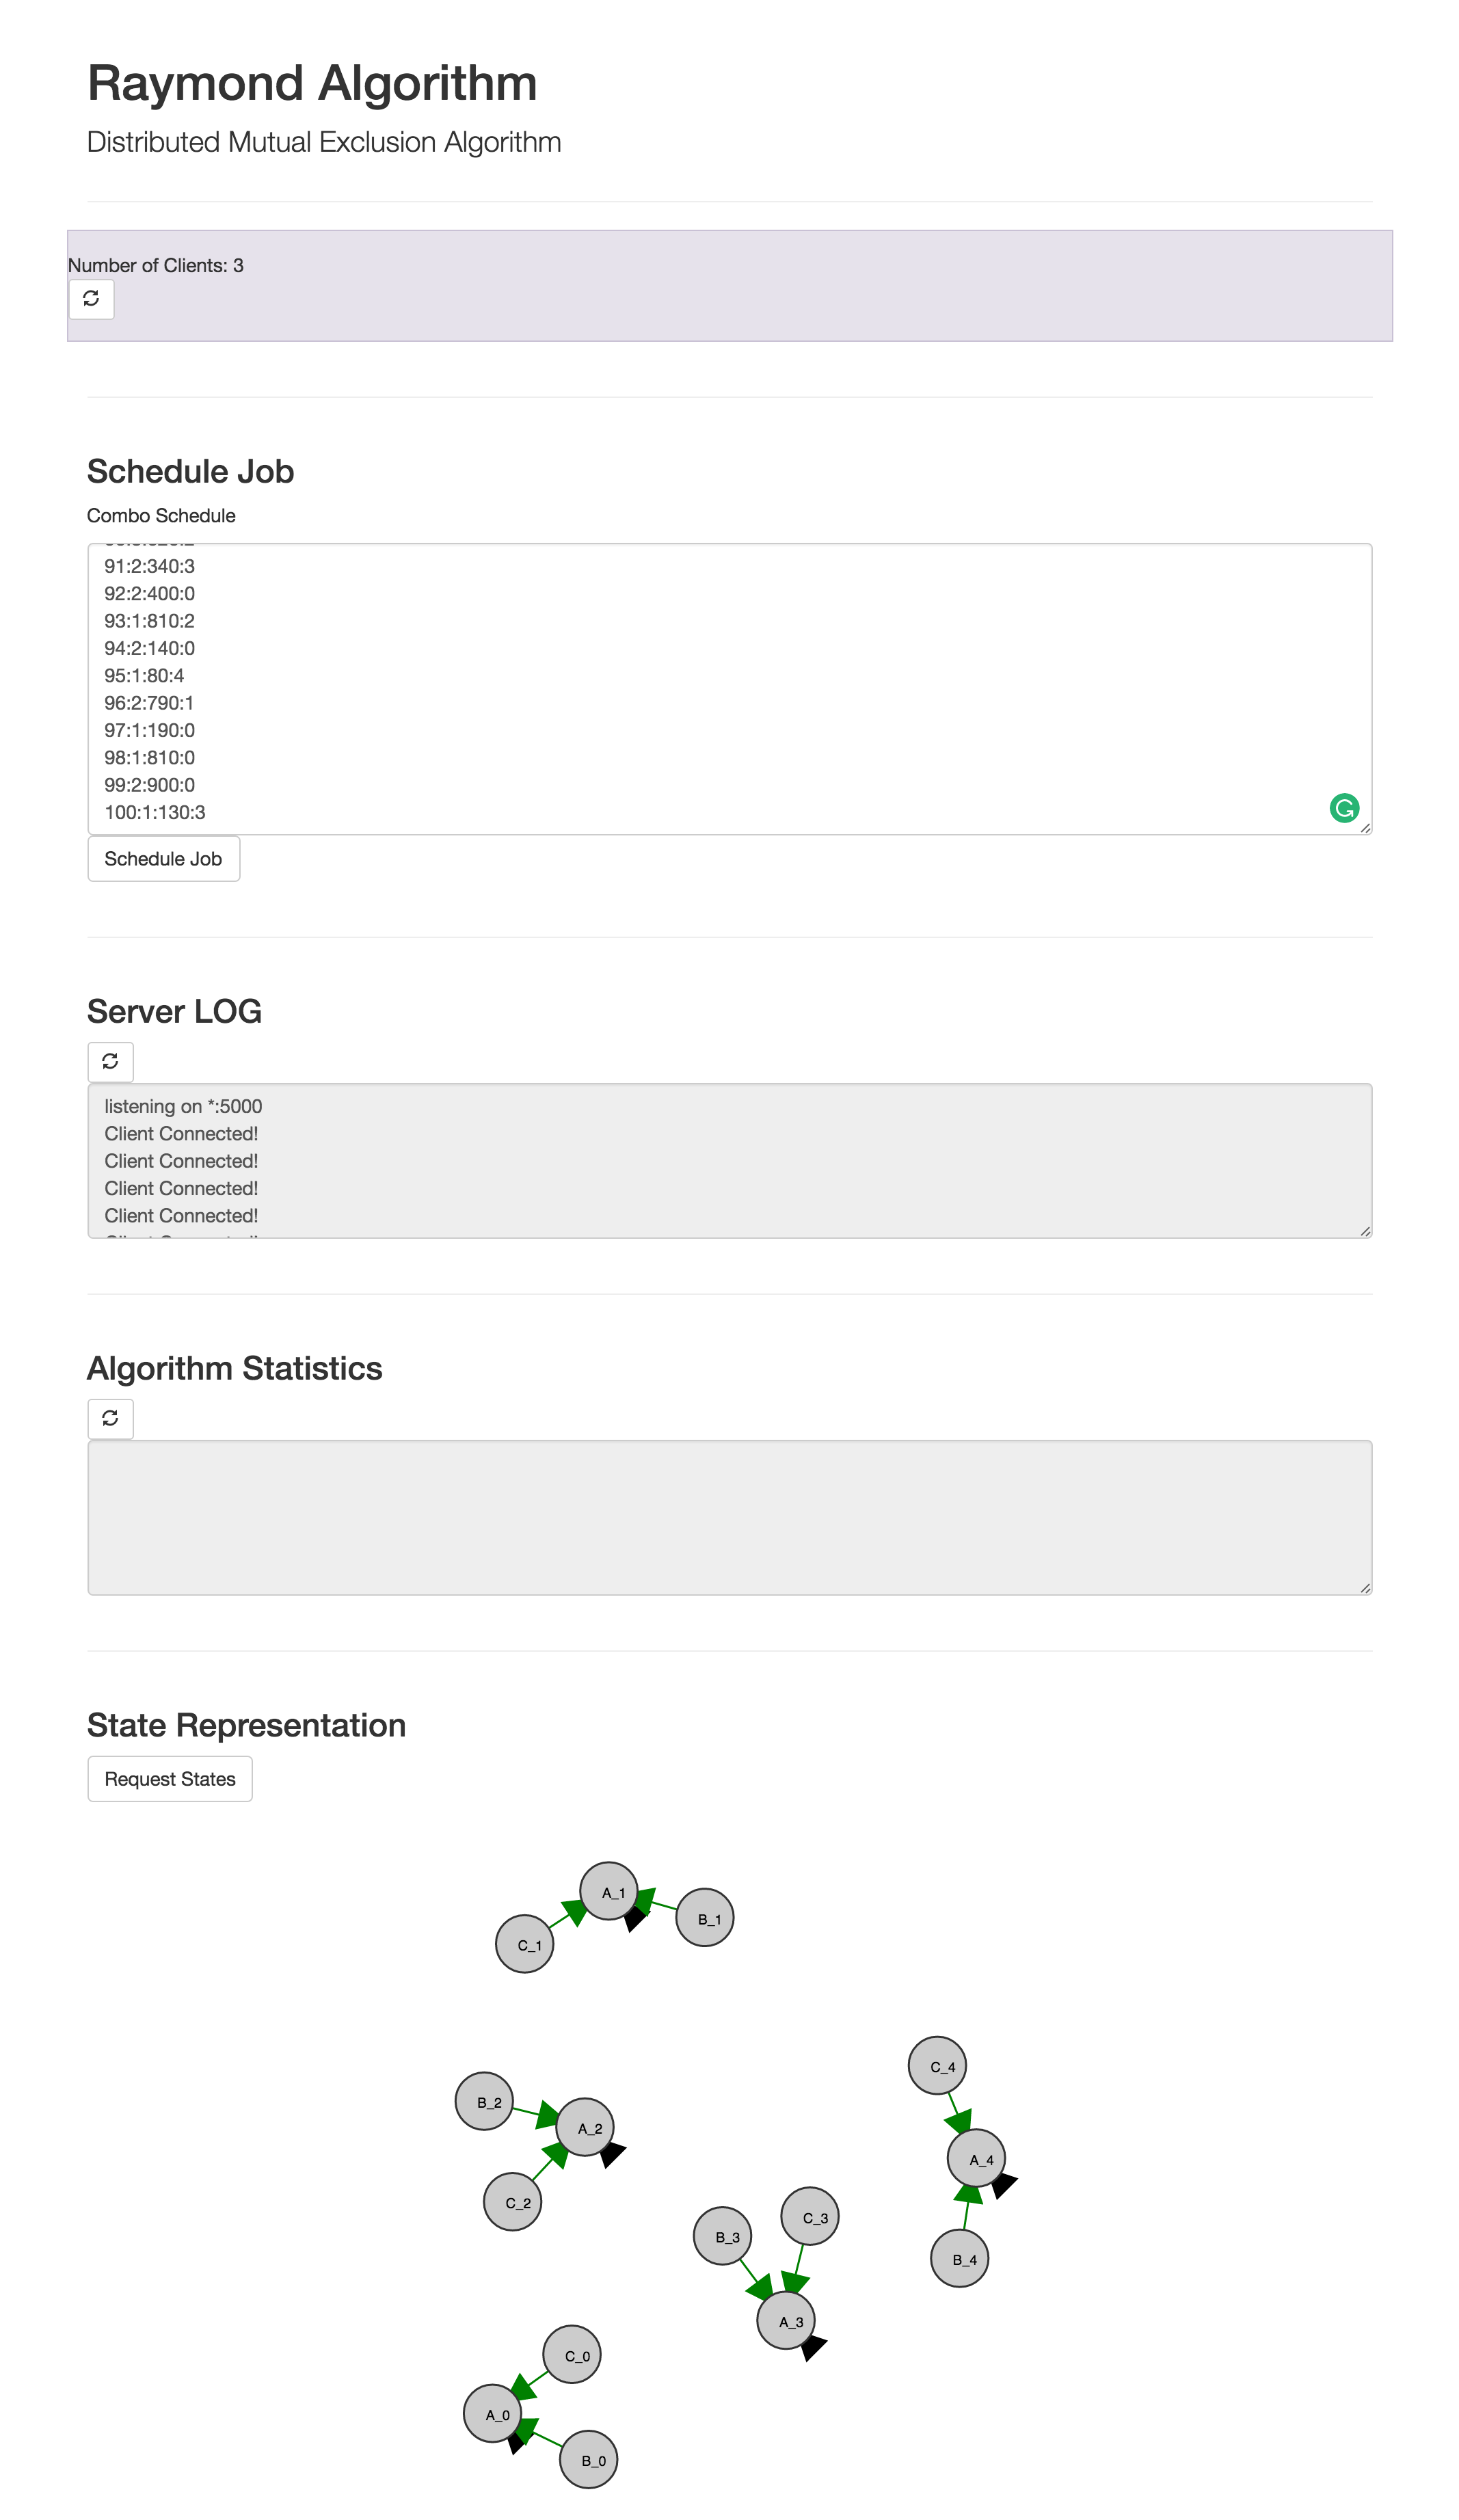 Raymond Algorithm
Distributed Mutual Exclusion Algorithm
Number of Clients: 3
Schedule Job
Combo Schedule
91:2:340:3
92:2:400:0
93:1:810:2
94:2:140:0
95:1:80:4
96:2:790:1
97:1:190:0
98:1:810:0
99:2:900:0
100:1:130:3
Schedule Job
Server LOG
listening on *:5000
Client Connected!
Client Connected!
Client Connected!
Client Connected!
Algorithm Statistics
State Representation
Request States
A_1
B_1
C_1
C_4
B_2
A_2
A_4
C_2
C_3
B_3
B_4
A_3
C_0
A_0
B_0